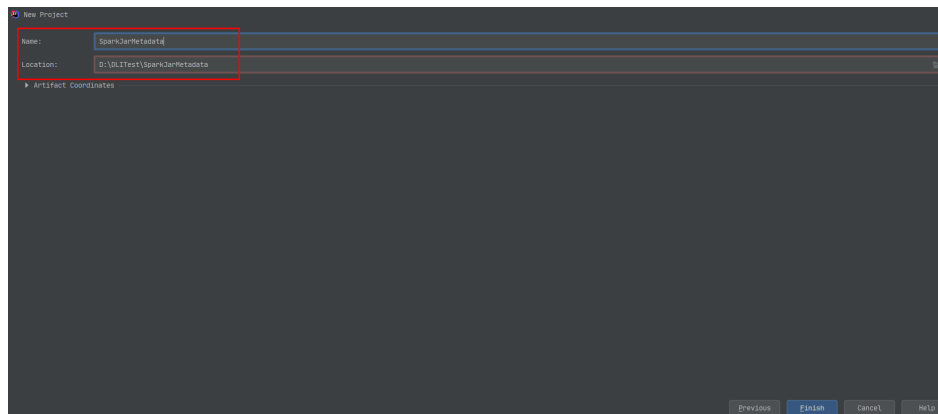 New Project
Name: SparkJarMetadata
Location: D:\DLITest\SparkJarMetadata
Artifact Coordinates
Previous Finish Cancel Help